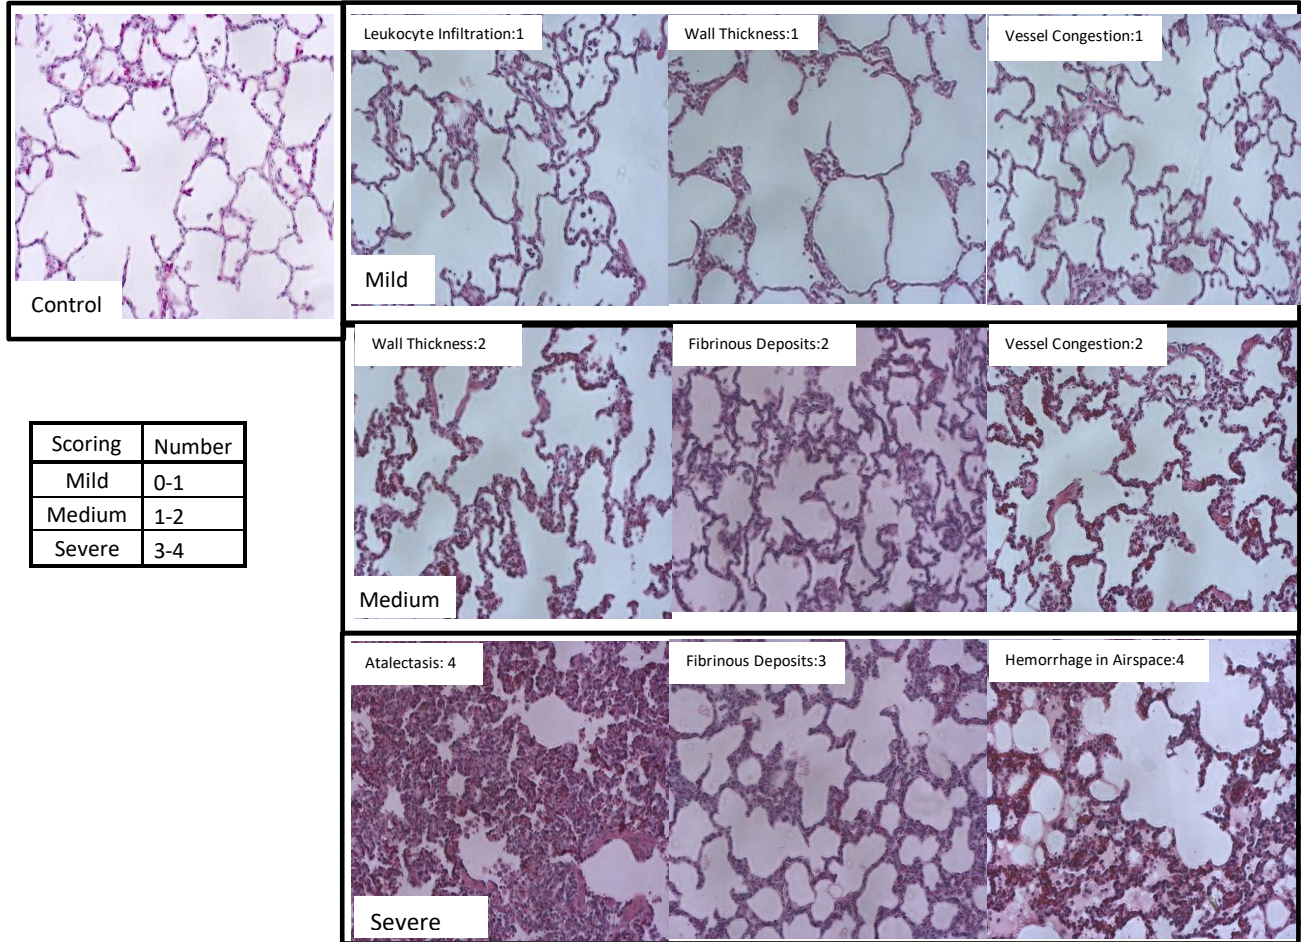 Control
Leukocyte Infiltration:1
Wall Thickness:1
Vessel Congestion:1
Mild
Wall Thickness:2
Fibrinous Deposits:2
Vessel Congestion:2
Medium
Atalectasis: 4
Fibrinous Deposits:3
Hemorrhage in Airspace:4
Severe
Scoring Number
Mild 0-1
Medium 1-2
Severe 3-4